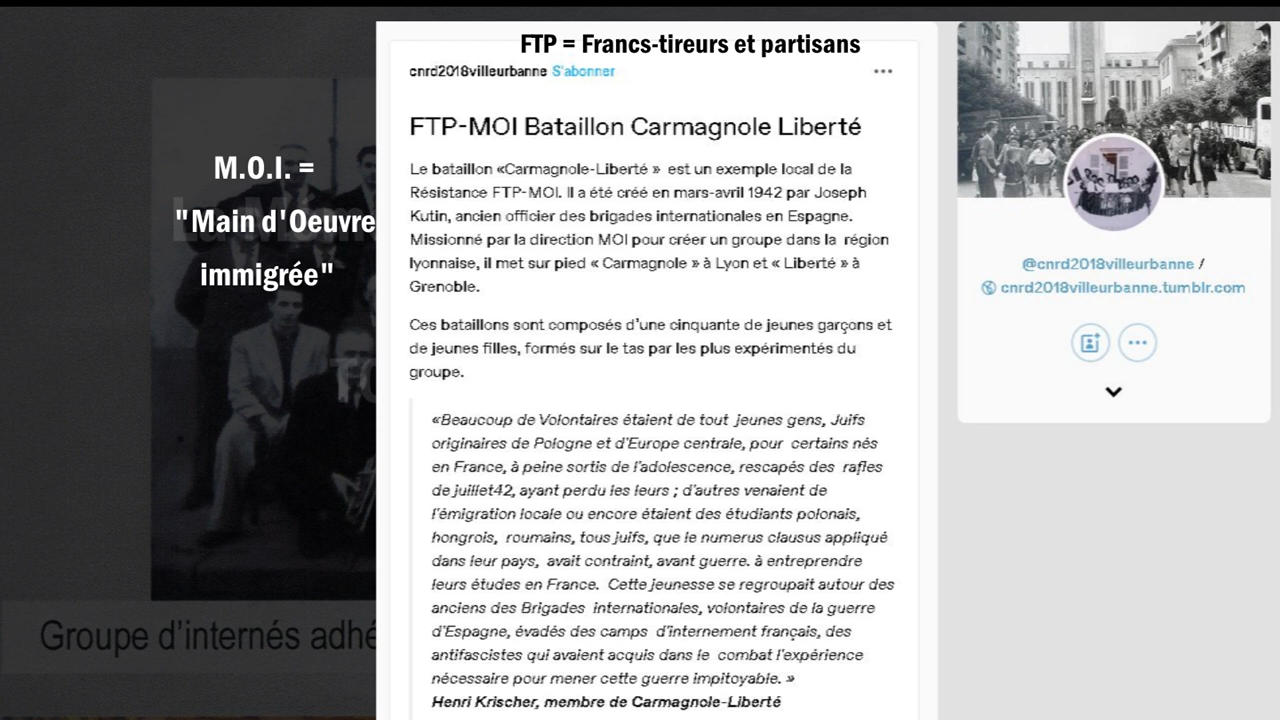 FTP = Francs-tireurs et partisans
cnrd2018villeurbanne S'abonner
FTP-MOI Bataillon Carmagnole Liberté
M.O.I. =
"Main d'Oeuvre
immigrée"
Le bataillon «Carmagnole-Liberté » est un exemple local de la
Résistance FTP-MOI. Il a été créé en mars-avril 1942 par Joseph
Kutin, ancien officier des brigades internationales en Espagne.
Missionné par la direction MOI pour créer un groupe dans la région
lyonnaise, il met sur pied « Carmagnole » à Lyon et « Liberté » à
Grenoble.
Ces bataillons sont composés d'une cinquante de jeunes garçons et
de jeunes filles, formés sur le tas par les plus expérimentés du
groupe.
«Beaucoup de Volontaires étaient de tout jeunes gens, Juifs
originaires de Pologne et d'Europe centrale, pour certains nés
en France, à peine sortis de l'adolescence, rescapés des rafles
de juillet42, ayant perdu les leurs ; d'autres venaient de
l'émigration locale ou encore étaient des étudiants polonais,
hongrois, roumains, tous juifs, que le numerus clausus appliqué
dans leur pays, avait contraint, avant guerre. à entreprendre
leurs études en France. Cette jeunesse se regroupait autour des
anciens des Brigades internationales, volontaires de la guerre
d'Espagne, évadés des camps d'internement français, des
antifascistes qui avaient acquis dans le combat l'expérience
nécessaire pour mener cette guerre impitoyable. »
Henri Krischer, membre de Carmagnole-Liberté
@cnrd2018villeurbanne /
cnrd2018villeurbanne.tumblr.com
Groupe d'internés adhé